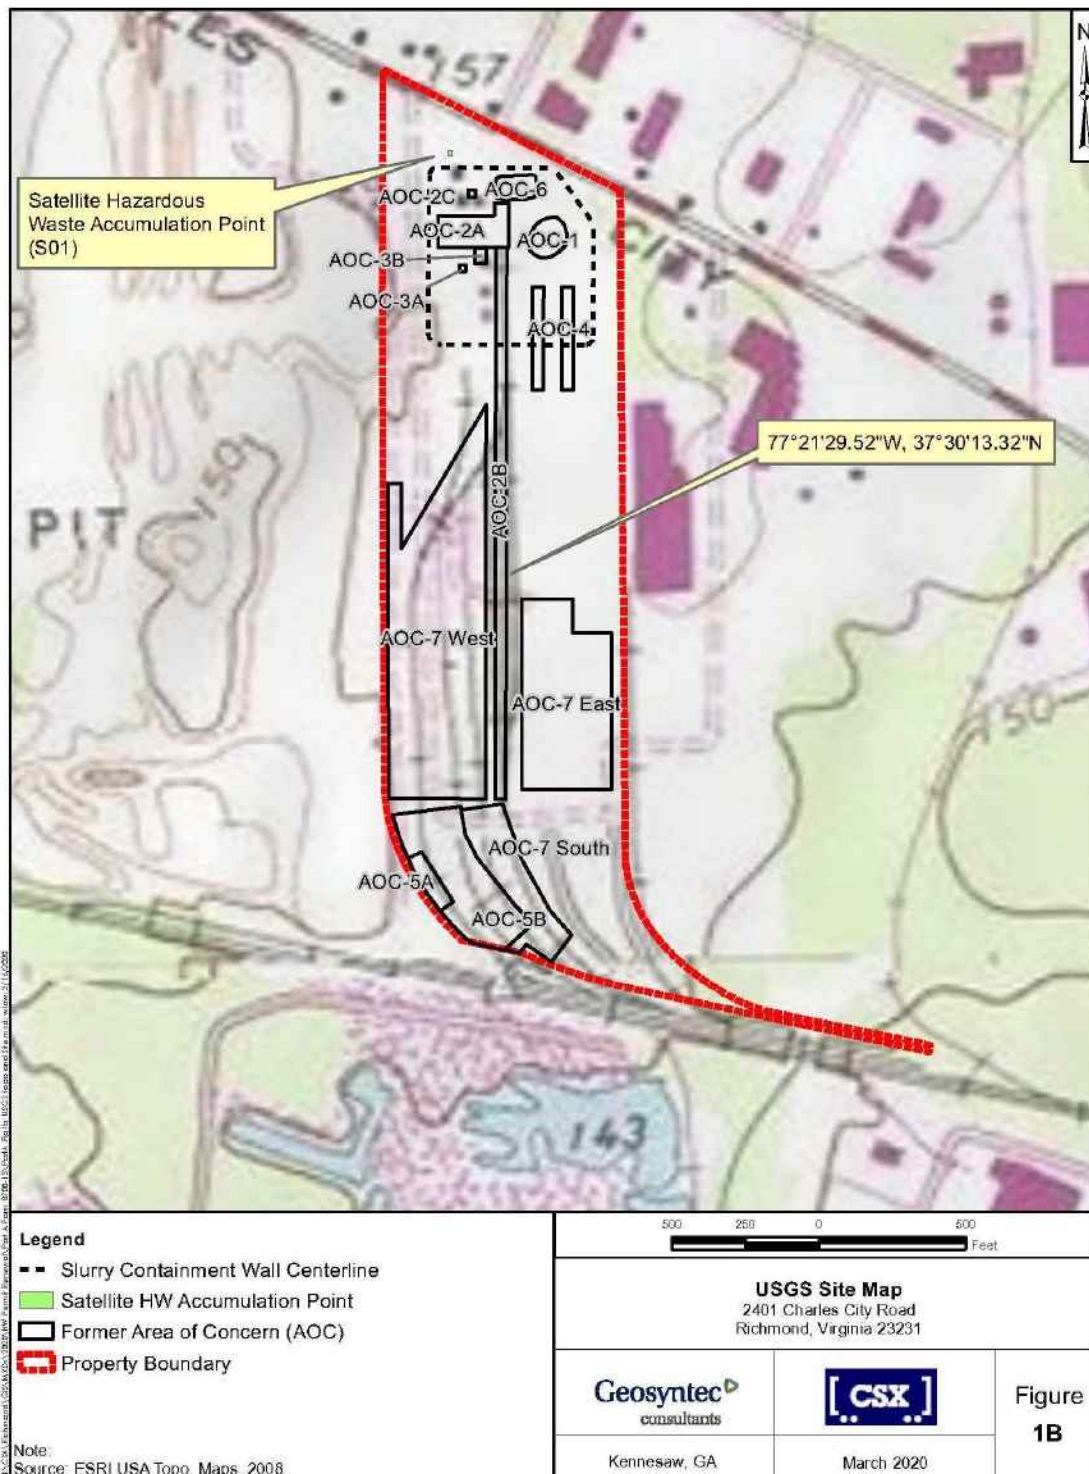 LES
157
N
Satellite Hazardous
Waste Accumulation Point
(S01)
AOC-2C
AOC-6
AOC-2A
AOC-1
AOC-3B
AOC-3A
AOC-4
CITY
77°21'29.52"W, 37°30'13.32"N
150
PIT
AOC-2B
AOC-7 West
AOC-7 East
150
AOC-7 South
AOC-5A
AOC-5B
143
Legend
Slurry Containment Wall Centerline
Satellite HW Accumulation Point
Former Area of Concern (AOC)
Property Boundary
Note:
Source: ESRI USA Topo Maps, 2008
500 250 0 500
Feet
USGS Site Map
2401 Charles City Road
Richmond, Virginia 23231
Geosyntec
consultants
CSX
Figure
1B
Kennesaw, GA
March 2020